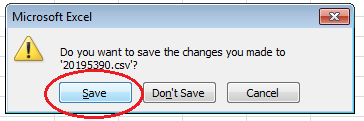 Microsoft Excel
Do you want to save the changes you made to
'20195390.csv'?
Save Don't Save Cancel